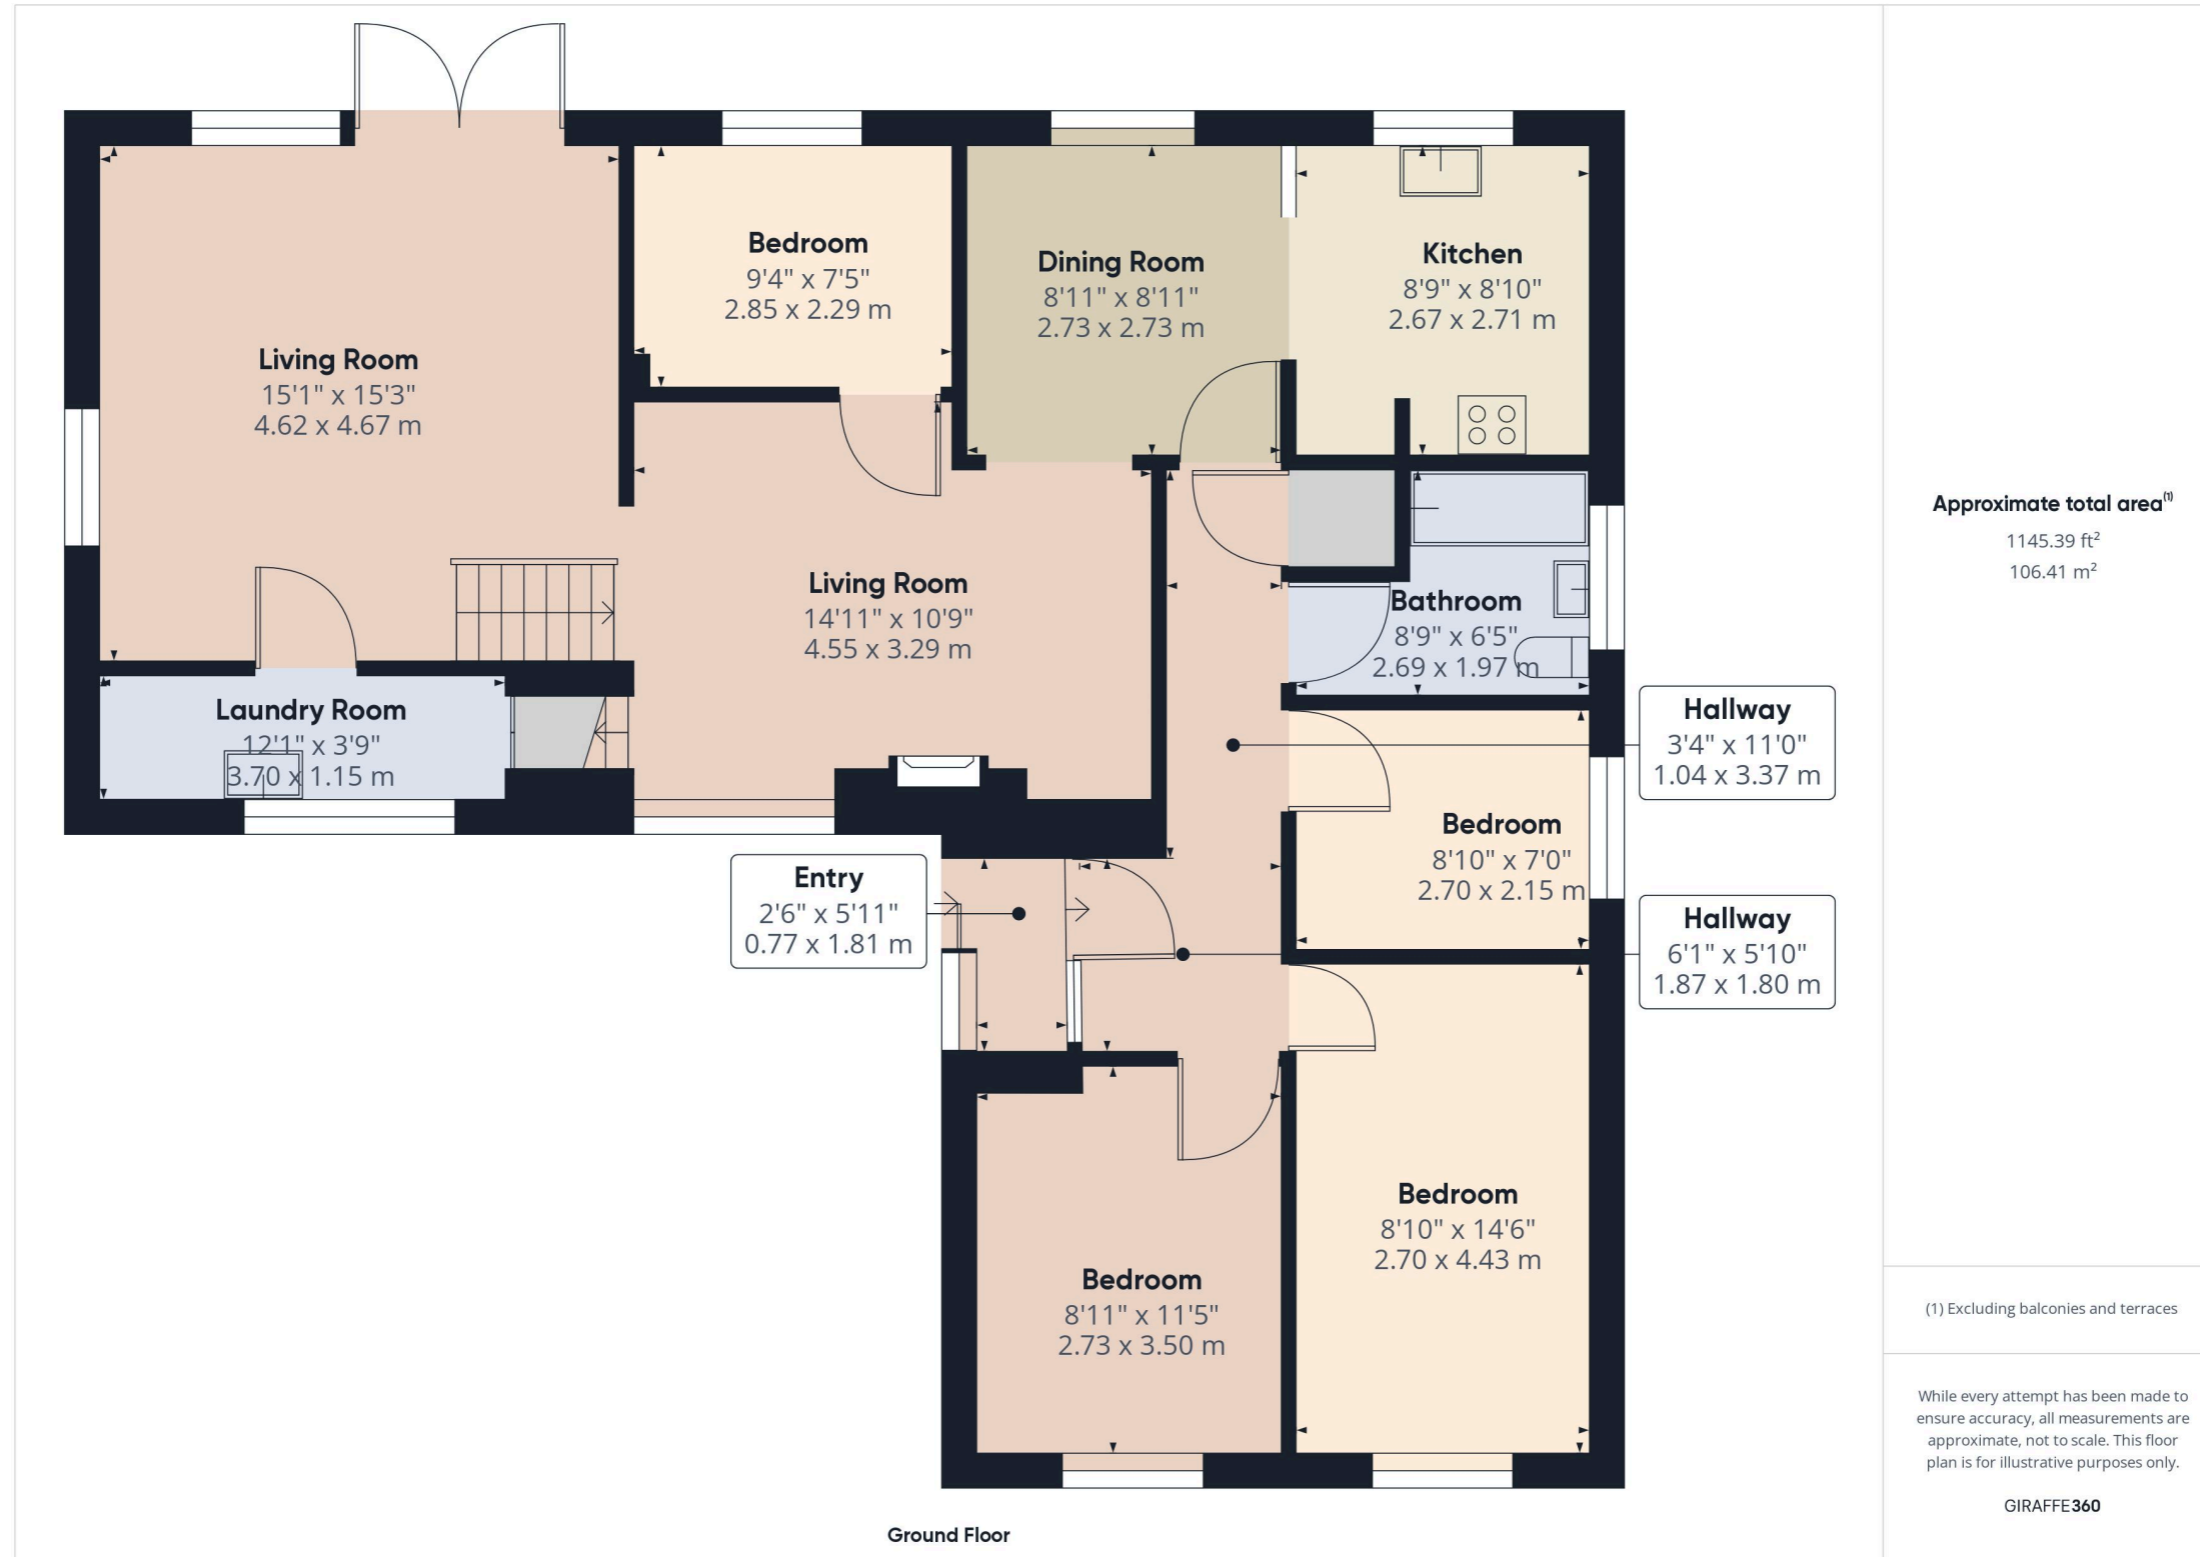 Living Room
15'1" x 15'3"
4.62 x 4.67 m
Bedroom
9'4" x 7'5"
2.85 x 2.29 m
Dining Room
8'11" x 8'11"
2.73 x 2.73 m
Kitchen
8'9" x 8'10"
2.67 x 2.71 m
Living Room
14'11" x 10'9"
4.55 x 3.29 m
Bathroom
8'9" x 6'5"
2.69 x 1.97 m
Laundry Room
12'1" x 3'9"
3.70 x 1.15 m
Hallway
3'4" x 11'0"
1.04 x 3.37 m
Bedroom
8'10" x 7'0"
2.70 x 2.15 m
Entry
2'6" x 5'11"
0.77 x 1.81 m
Hallway
6'1" x 5'10"
1.87 x 1.80 m
Bedroom
8'10" x 14'6"
2.70 x 4.43 m
Bedroom
8'11" x 11'5"
2.73 x 3.50 m
Ground Floor
Approximate total area⁽¹⁾
1145.39 ft²
106.41 m²
(1) Excluding balconies and terraces
While every attempt has been made to
ensure accuracy, all measurements are
approximate, not to scale. This floor
plan is for illustrative purposes only.
GIRAFFE360